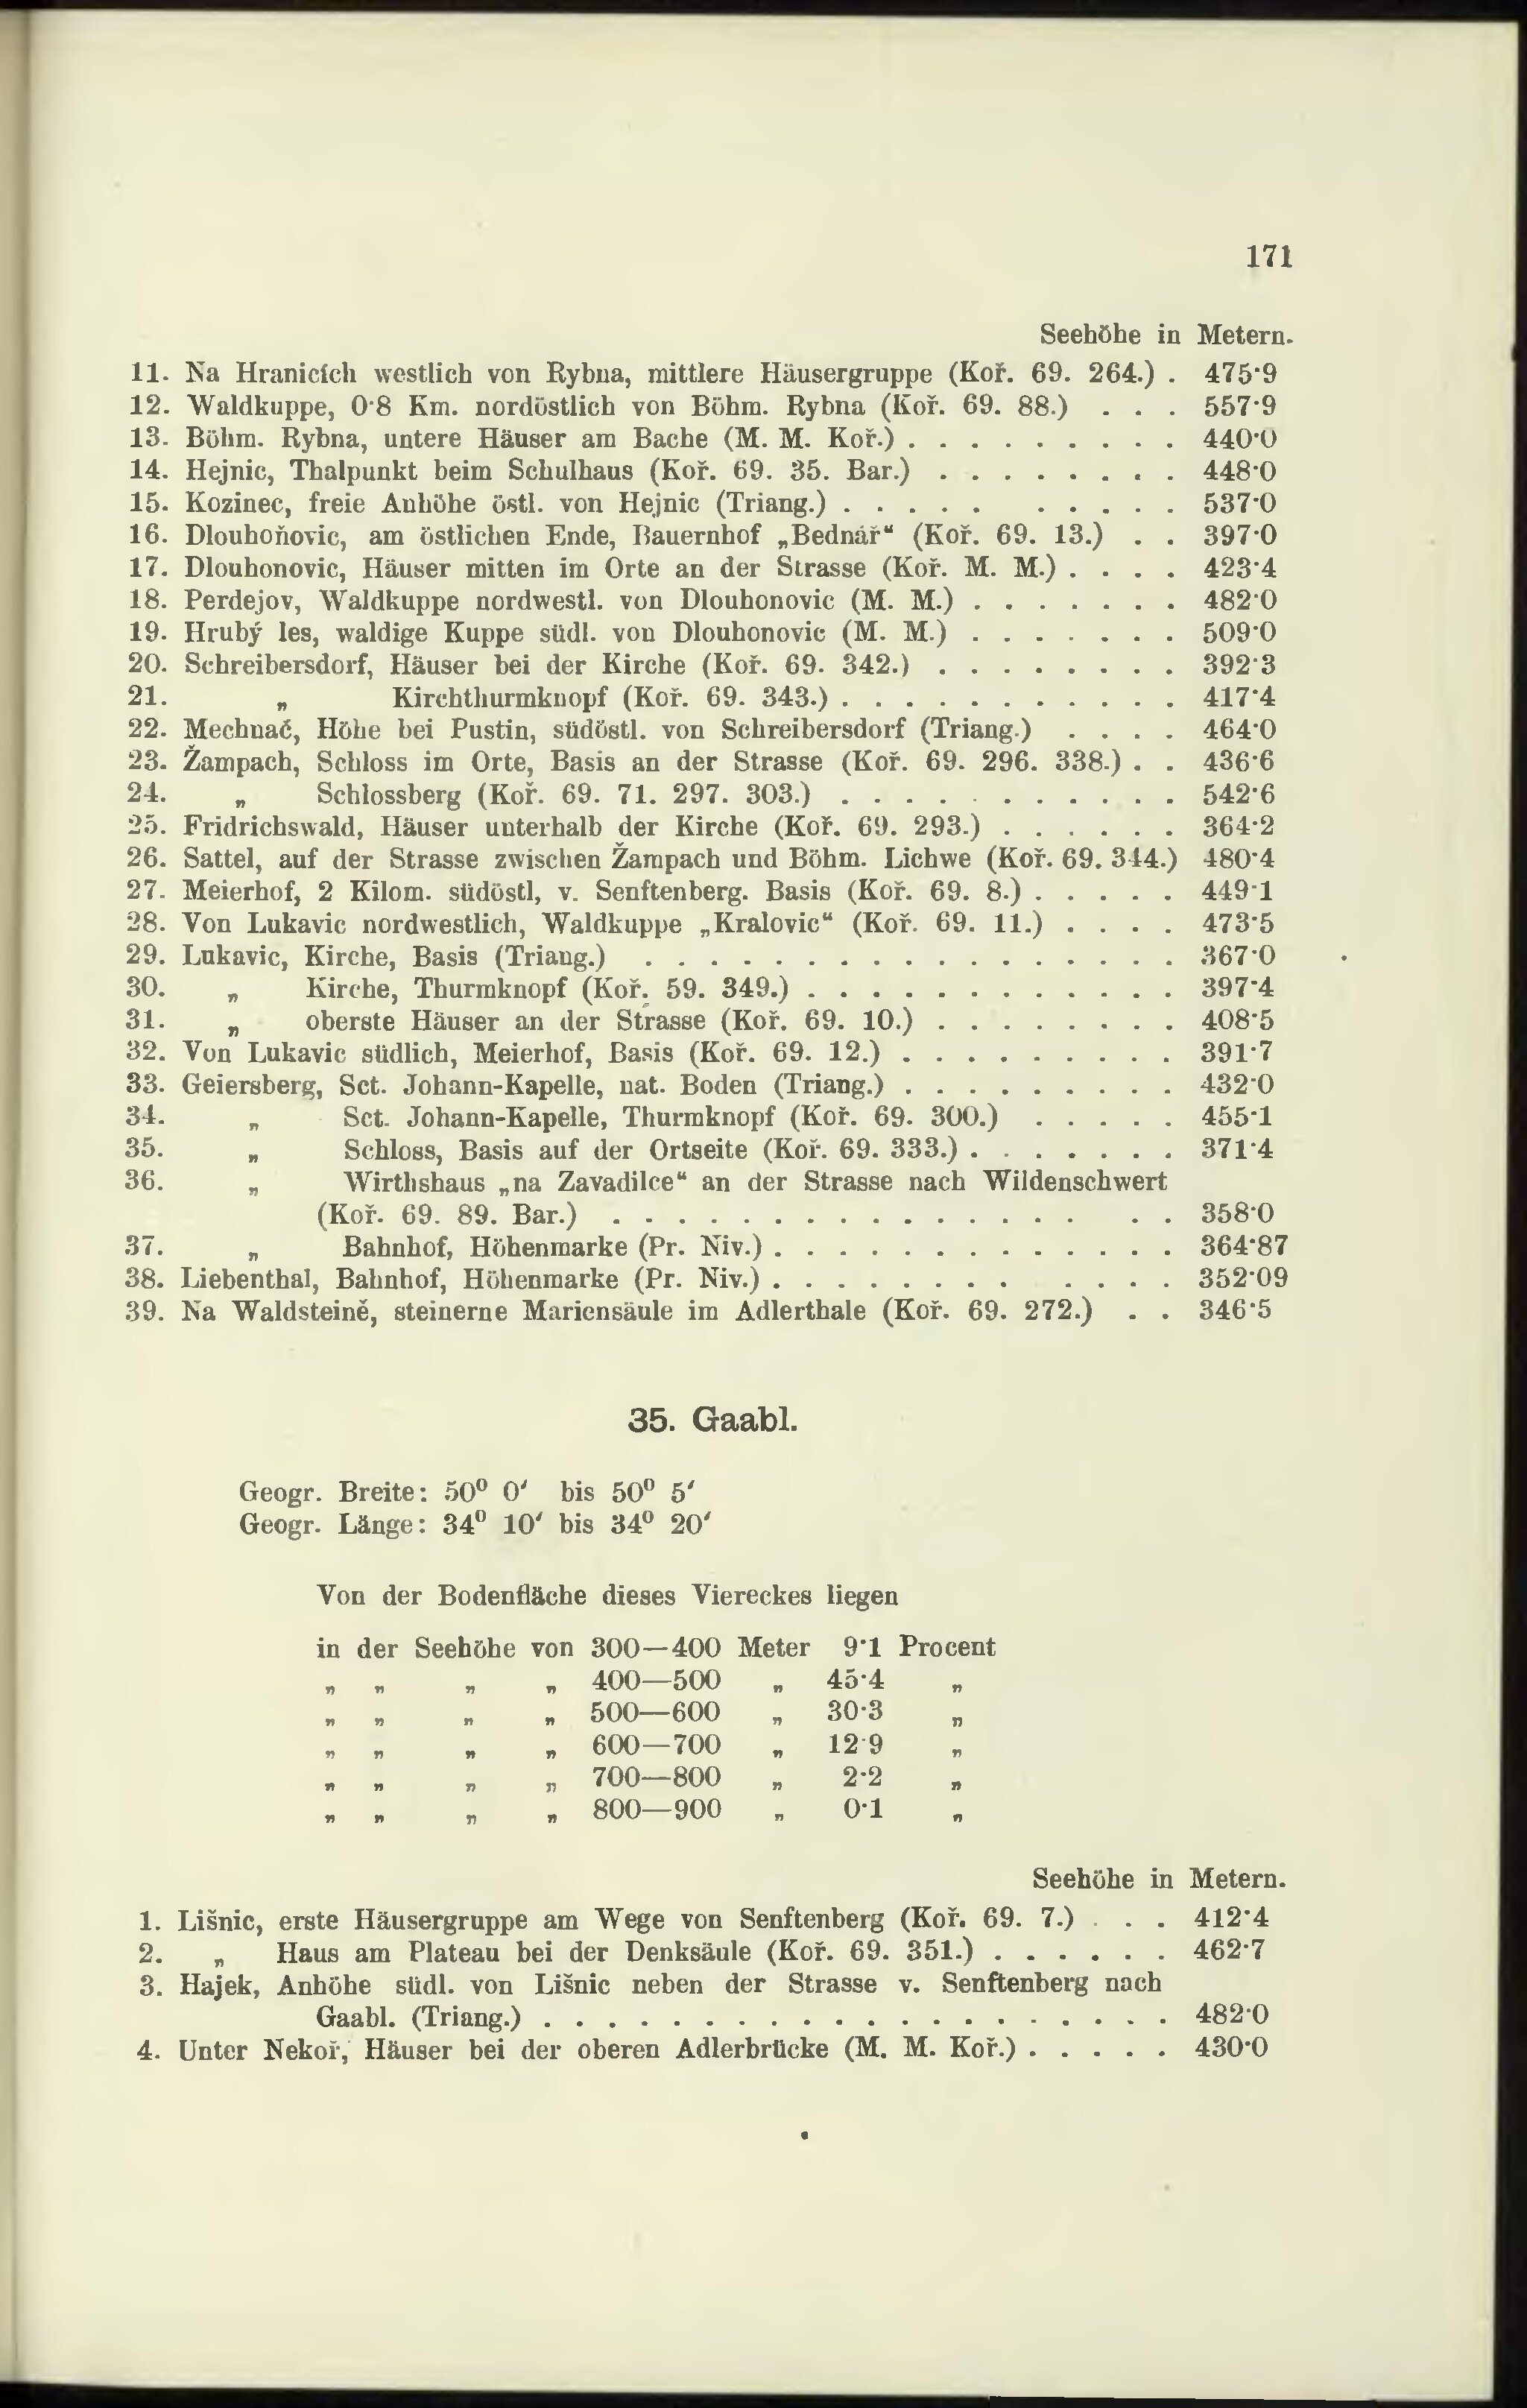 171
Seehöhe in Metern.
11. Na Hranicích westlich von Rybna, mittlere Häusergruppe (Koř. 69. 264.) . 475·9
12. Waldkuppe, 0·8 Km. nordöstlich von Böhm. Rybna (Koř. 69. 88.) . . . 557·9
13. Böhm. Rybna, untere Häuser am Bache (M. M. Koř.) . . . . . . . . . 440·0
14. Hejnic, Thalpunkt beim Schulhaus (Koř. 69. 35. Bar.) . . . . . . . . 448·0
15. Kozinec, freie Anhöhe östl. von Hejnic (Triang.) . . . . . . . . . . 537·0
16. Dlouhoňovic, am östlichen Ende, Bauernhof „Bednář“ (Koř. 69. 13.) . . 397·0
17. Dlouhonovic, Häuser mitten im Orte an der Strasse (Koř. M. M.) . . . . 423·4
18. Perdejov, Waldkuppe nordwestl. von Dlouhonovic (M. M.) . . . . . . . 482·0
19. Hrubý les, waldige Kuppe südl. von Dlouhonovic (M. M.) . . . . . . . 509·0
20. Schreibersdorf, Häuser bei der Kirche (Koř. 69. 342.) . . . . . . . . 392·3
21. „ Kirchthurmknopf (Koř. 69. 343.) . . . . . . . . . . . 417·4
22. Mechnač, Höhe bei Pustin, südöstl. von Schreibersdorf (Triang.) . . . . 464·0
23. Žampach, Schloss im Orte, Basis an der Strasse (Koř. 69. 296. 338.) . . 436·6
24. „ Schlossberg (Koř. 69. 71. 297. 303.) . . . . . . . . . . . 542·6
25. Fridrichswald, Häuser unterhalb der Kirche (Koř. 69. 293.) . . . . . . 364·2
26. Sattel, auf der Strasse zwischen Žampach und Böhm. Lichwe (Koř. 69. 344.) 480·4
27. Meierhof, 2 Kilom. südöstl, v. Senftenberg. Basis (Koř. 69. 8.) . . . . . 449·1
28. Von Lukavic nordwestlich, Waldkuppe „Kralovic“ (Koř. 69. 11.) . . . . 473·5
29. Lukavic, Kirche, Basis (Triang.) . . . . . . . . . . . . . . . . . 367·0
30. „ Kirche, Thurmknopf (Koř. 59. 349.) . . . . . . . . . . . . 397·4
31. „ oberste Häuser an der Strasse (Koř. 69. 10.) . . . . . . . . 408·5
32. Von Lukavic südlich, Meierhof, Basis (Koř. 69. 12.) . . . . . . . . . 391·7
33. Geiersberg, Sct. Johann-Kapelle, nat. Boden (Triang.) . . . . . . . . . 432·0
34. „ Sct. Johann-Kapelle, Thurmknopf (Koř. 69. 300.) . . . . . 455·1
35. „ Schloss, Basis auf der Ortseite (Koř. 69. 333.) . . . . . . . 371·4
36. „ Wirthshaus „na Zavadilce“ an der Strasse nach Wildenschwert
(Koř. 69. 89. Bar.) . . . . . . . . . . . . . . . . . 358·0
37. „ Bahnhof, Höhenmarke (Pr. Niv.) . . . . . . . . . . . . . 364·87
38. Liebenthal, Bahnhof, Höhenmarke (Pr. Niv.) . . . . . . . . . . . . 352·09
39. Na Waldsteině, steinerne Mariensäule im Adlerthale (Koř. 69. 272.) . . 346·5
35. Gaabl.
Geogr. Breite: 50⁰ 0′ bis 50⁰ 5′
Geogr. Länge: 34⁰ 10′ bis 34⁰ 20′
Von der Bodenfläche dieses Viereckes liegen
in der Seehöhe von 300—400 Meter 9·1 Procent
„ „ „ „ 400—500 „ 45·4 „
„ „ „ „ 500—600 „ 30·3 „
„ „ „ „ 600—700 „ 12·9 „
„ „ „ „ 700—800 „ 2·2 „
„ „ „ „ 800—900 „ 0·1 „
Seehöhe in Metern.
1. Lišnic, erste Häusergruppe am Wege von Senftenberg (Koř. 69. 7.) . . . 412·4
2. „ Haus am Plateau bei der Denksäule (Koř. 69. 351.) . . . . . . 462·7
3. Hajek, Anhöhe südl. von Lišnic neben der Strasse v. Senftenberg nach
Gaabl. (Triang.) . . . . . . . . . . . . . . . . . . . . 482·0
4. Unter Nekoř, Häuser bei der oberen Adlerbrücke (M. M. Koř.) . . . . . 430·0